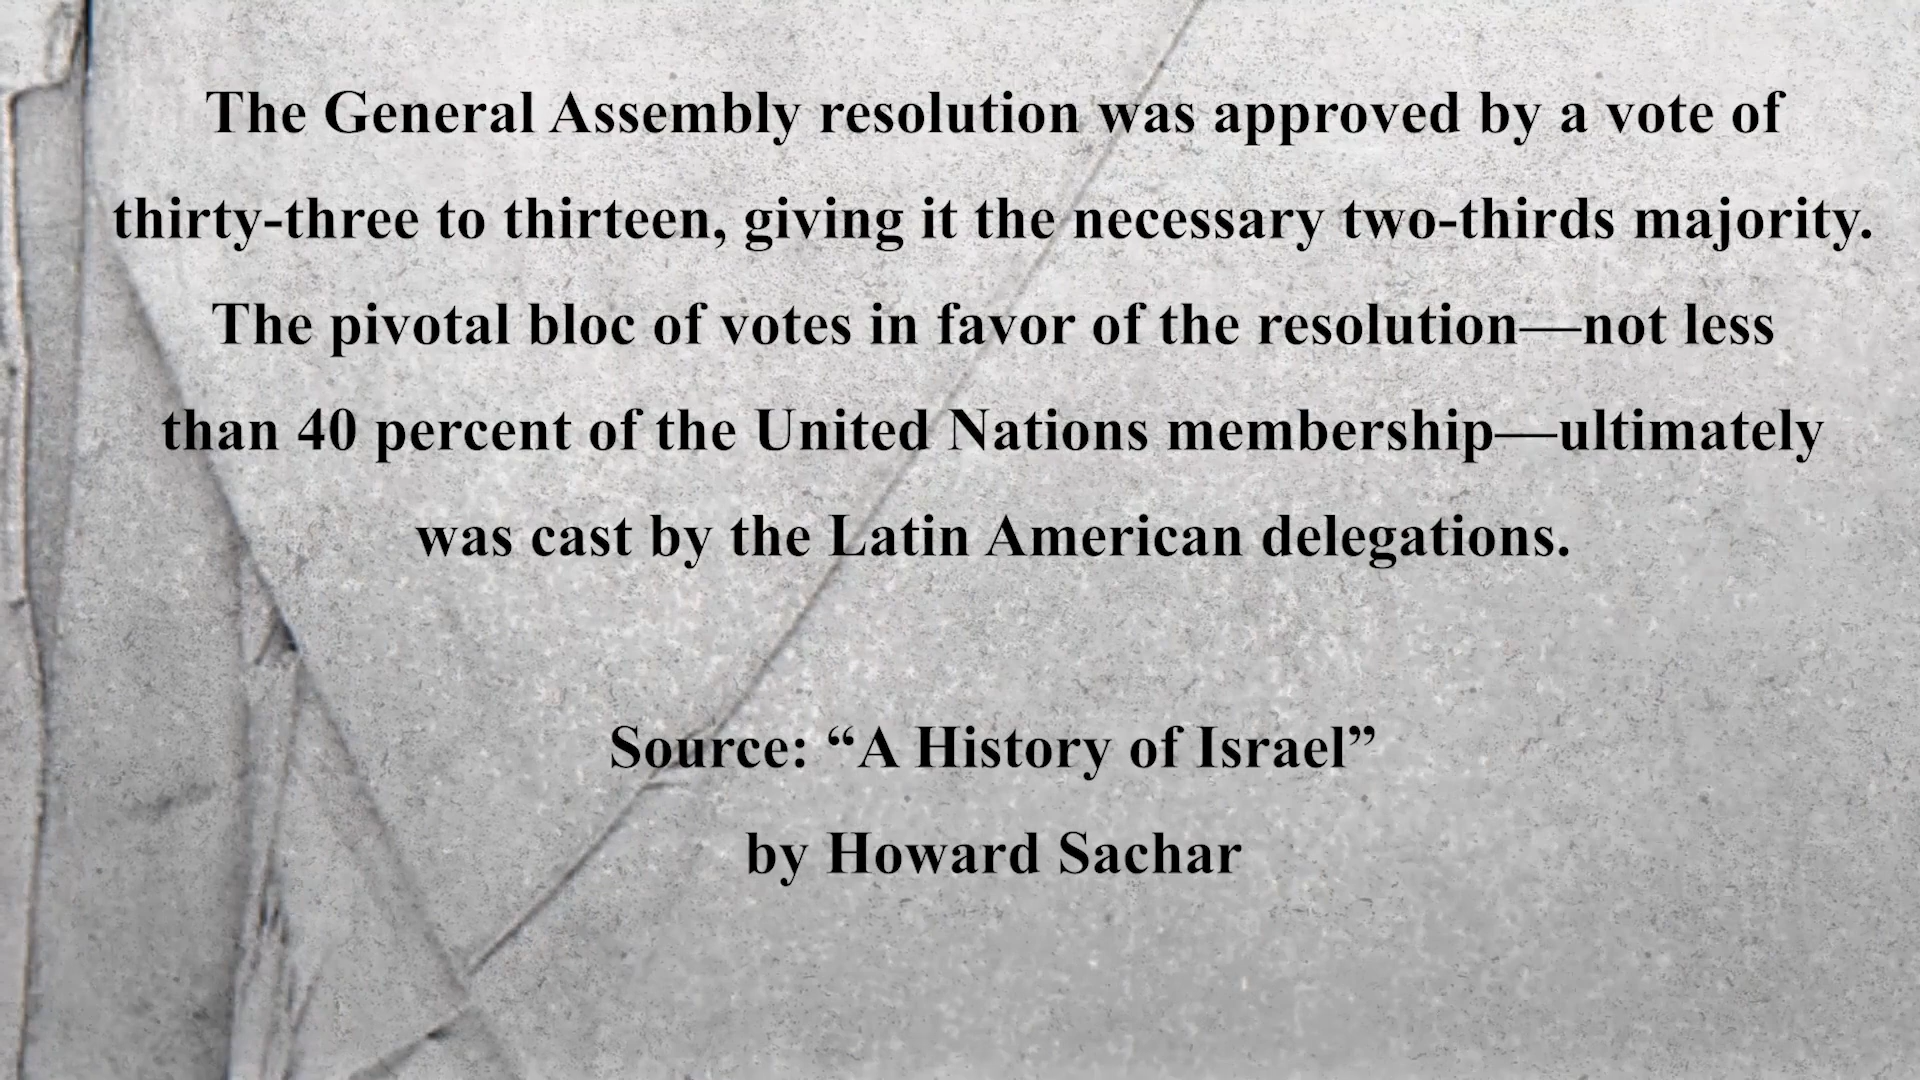 The General Assembly resolution was approved by a vote of
thirty-three to thirteen, giving it the necessary two-thirds majority.
The pivotal bloc of votes in favor of the resolution—not less
than 40 percent of the United Nations membership—ultimately
was cast by the Latin American delegations.
Source: “A History of Israel”
by Howard Sachar